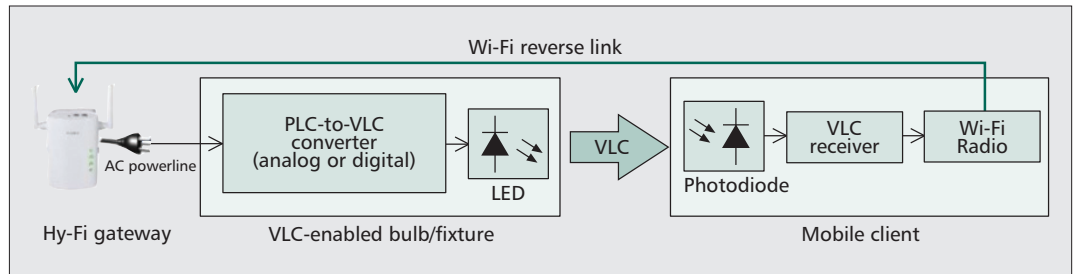 Wi-Fi reverse link
AC powerline
PLC-to-VLC
converter
(analog or digital)
LED
VLC
Photodiode
VLC
receiver
Wi-Fi
Radio
Hy-Fi gateway
VLC-enabled bulb/fixture
Mobile client